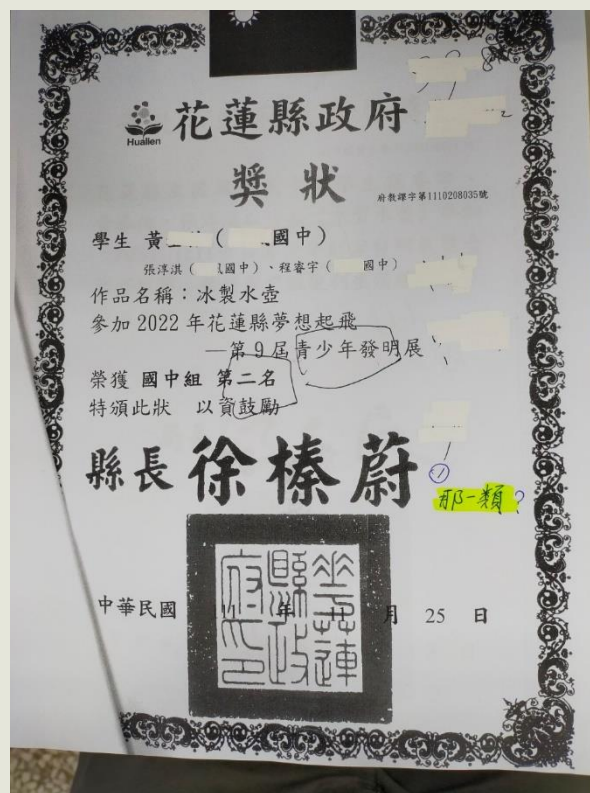 花蓮縣政府
Hualien
獎狀
府教課字第1110208035號
學生 黃 ( 國中)
張淳淇 ( 國中)、程睿宇 ( 國中)
作品名稱：冰製水壺
參加 2022 年花蓮縣夢想起飛
—第 9 屆青少年發明展
榮獲 國中組 第二名
特頒此狀 以資鼓勵
縣長 徐榛蔚
那一類?
花蓮縣政府印
中華民國 年 月 25 日